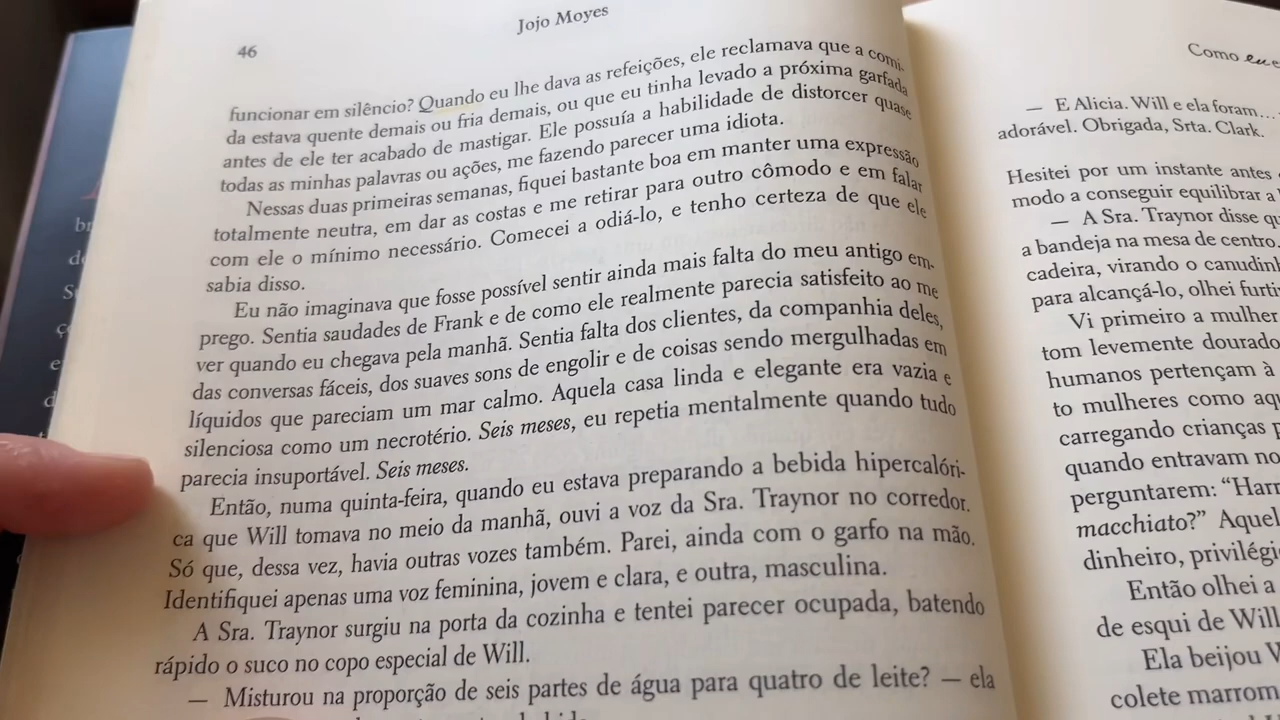 46
Jojo Moyes
funcionar em silêncio? Quando eu lhe dava as refeições, ele reclamava que a comi-
da estava quente demais ou fria demais, ou que eu tinha levado a próxima garfada
antes de ele ter acabado de mastigar. Ele possuía a habilidade de distorcer quase
todas as minhas palavras ou ações, me fazendo parecer uma idiota.
Nessas duas primeiras semanas, fiquei bastante boa em manter uma expressão
totalmente neutra, em dar as costas e me retirar para outro cômodo e em falar
com ele o mínimo necessário. Comecei a odiá-lo, e tenho certeza de que ele
sabia disso.
Eu não imaginava que fosse possível sentir ainda mais falta do meu antigo em-
prego. Sentia saudades de Frank e de como ele realmente parecia satisfeito ao me
ver quando eu chegava pela manhã. Sentia falta dos clientes, da companhia deles,
das conversas fáceis, dos suaves sons de engolir e de coisas sendo mergulhadas em
líquidos que pareciam um mar calmo. Aquela casa linda e elegante era vazia e
silenciosa como um necrotério. Seis meses, eu repetia mentalmente quando tudo
parecia insuportável. Seis meses.
Então, numa quinta-feira, quando eu estava preparando a bebida hipercalóri-
ca que Will tomava no meio da manhã, ouvi a voz da Sra. Traynor no corredor.
Só que, dessa vez, havia outras vozes também. Parei, ainda com o garfo na mão.
Identifiquei apenas uma voz feminina, jovem e clara, e outra, masculina.
A Sra. Traynor surgiu na porta da cozinha e tentei parecer ocupada, batendo
rápido o suco no copo especial de Will.
— Misturou na proporção de seis partes de água para quatro de leite? — ela
Como eu e
— E Alicia. Will e ela foram…
adorável. Obrigada, Srta. Clark.
Hesitei por um instante antes
modo a conseguir equilibrar a
— A Sra. Traynor disse
a bandeja na mesa de centro
cadeira, virando o
para alcançá-lo, olhei
Vi primeiro a mulher
tom levemente dourado
humanos pertençam à
to mulheres como
carregando crianças
quando entravam no
perguntarem: “
macchiato?”
dinheiro,
Então olhei a
de esqui de Will
Ela beijou
colete marrom